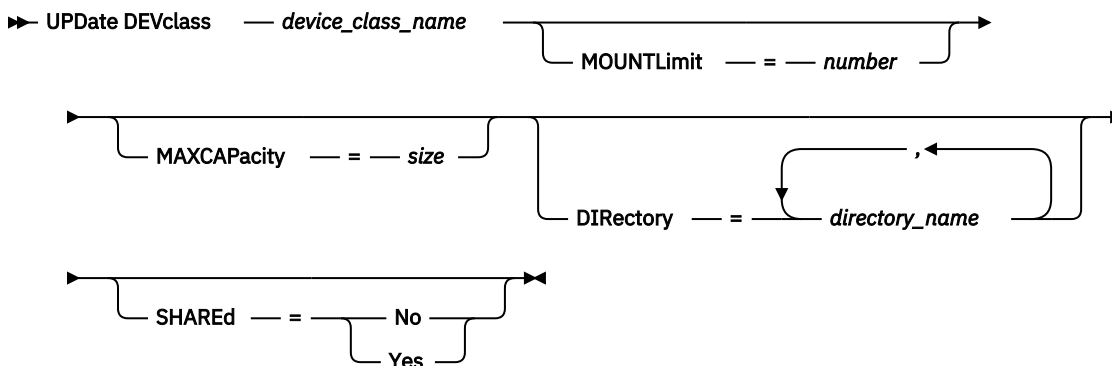 UPDate DEVclass device_class_name
MOUNTLimit = number
MAXCAPacity = size
,
DIRectory = directory_name
SHAREd = No
Yes